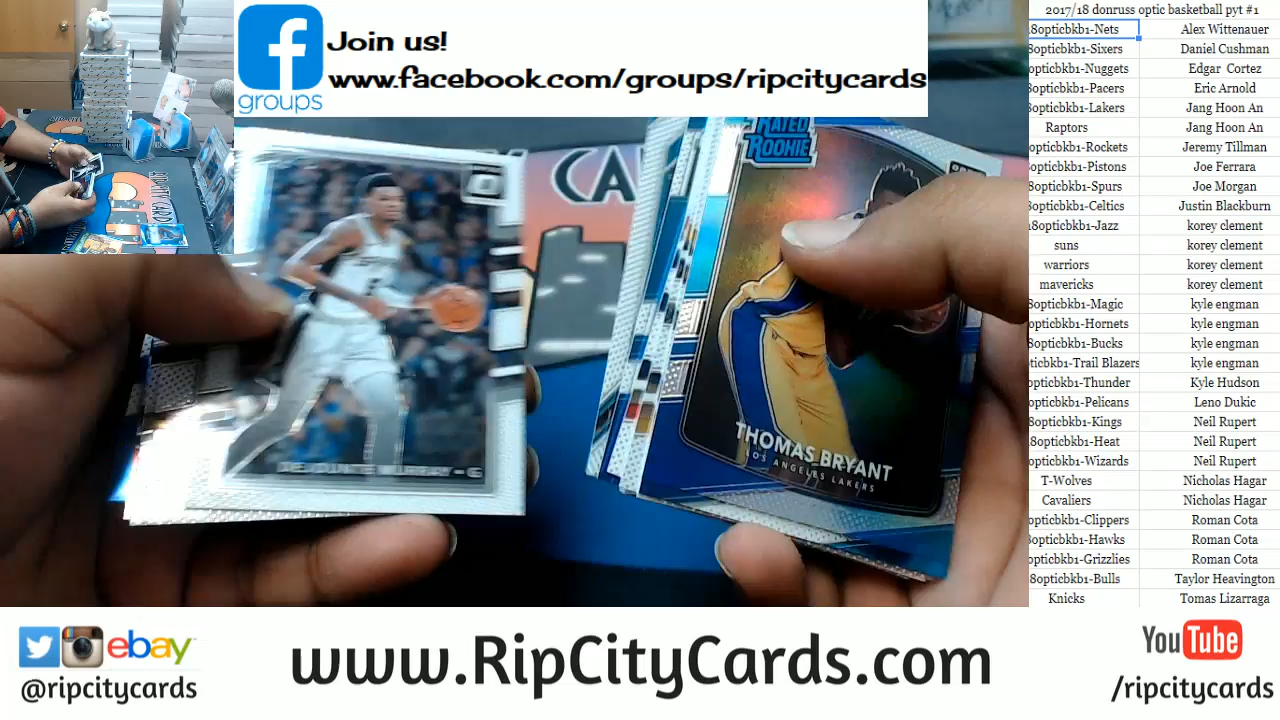 Join us!
www.facebook.com/groups/ripcitycards
groups
2017/18 donruss optic basketball pyt #1
18opticbkb1-Nets Alex Wittenauer
8opticbkb1-Sixers Daniel Cushman
opticbkb1-Nuggets Edgar Cortez
8opticbkb1-Pacers Eric Arnold
8opticbkb1-Lakers Jang Hoon An
Raptors Jang Hoon An
opticbkb1-Rockets Jeremy Tillman
opticbkb1-Pistons Joe Ferrara
8opticbkb1-Spurs Joe Morgan
8opticbkb1-Celtics Justin Blackburn
18opticbkb1-Jazz korey clement
suns korey clement
warriors korey clement
mavericks korey clement
8opticbkb1-Magic kyle engman
opticbkb1-Hornets kyle engman
8opticbkb1-Bucks kyle engman
pticbkb1-Trail Blazers kyle engman
opticbkb1-Thunder Kyle Hudson
opticbkb1-Pelicans Leno Dukic
8opticbkb1-Kings Neil Rupert
8opticbkb1-Heat Neil Rupert
opticbkb1-Wizards Neil Rupert
T-Wolves Nicholas Hagar
Cavaliers Nicholas Hagar
opticbkb1-Clippers Roman Cota
8opticbkb1-Hawks Roman Cota
opticbkb1-Grizzlies Roman Cota
8opticbkb1-Bulls Taylor Heavington
Knicks Tomas Lizarraga
CA
RATED
ROOKIE
DEJOUNTE MURRAY - G
THOMAS BRYANT
LOS ANGELES LAKERS
ebay
@ripcitycards
www.RipCityCards.com
YouTube
/ripcitycards